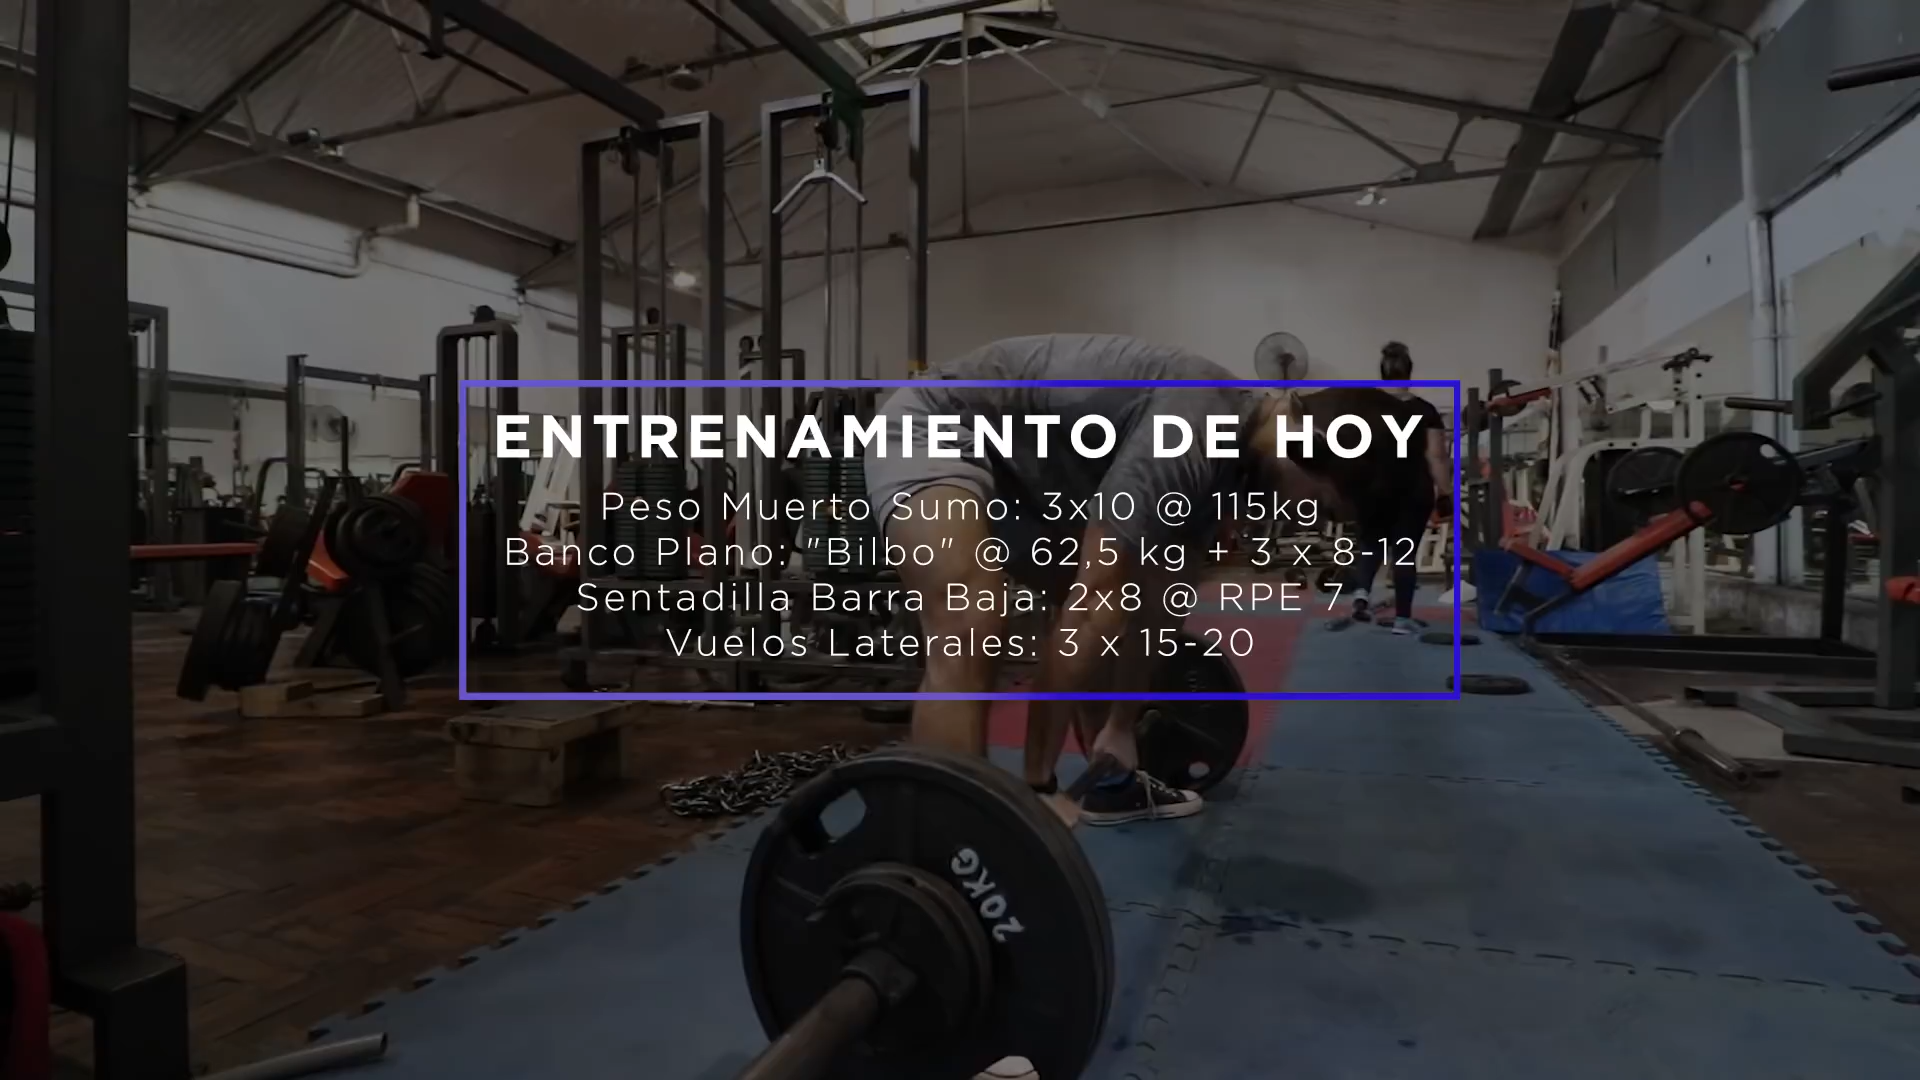 ENTRENAMIENTO DE HOY
Peso Muerto Sumo: 3x10 @ 115kg
Banco Plano: "Bilbo" @ 62,5 kg + 3 x 8-12
Sentadilla Barra Baja: 2x8 @ RPE 7
Vuelos Laterales: 3 x 15-20
20KG